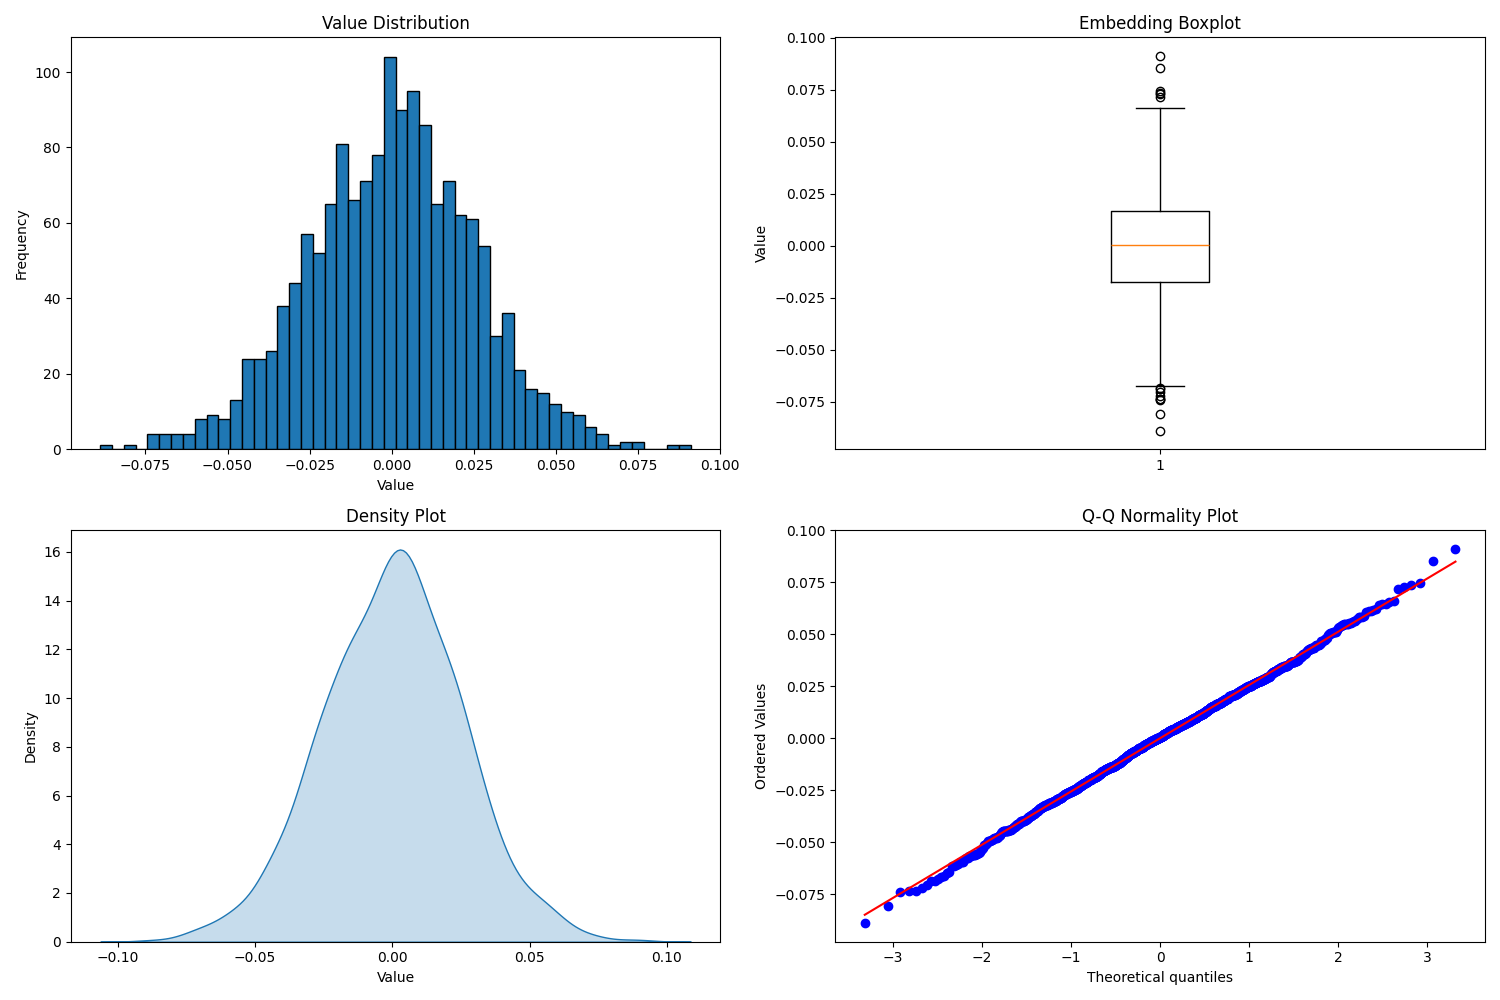 Value Distribution
Frequency
100
80
60
40
20
0
−0.075 −0.050 −0.025 0.000 0.025 0.050 0.075 0.100
Value
Embedding Boxplot
Value
0.100
0.075
0.050
0.025
0.000
−0.025
−0.050
−0.075
1
Density Plot
Density
16
14
12
10
8
6
4
2
0
−0.10 −0.05 0.00 0.05 0.10
Value
Q-Q Normality Plot
Ordered Values
0.100
0.075
0.050
0.025
0.000
−0.025
−0.050
−0.075
−3 −2 −1 0 1 2 3
Theoretical quantiles